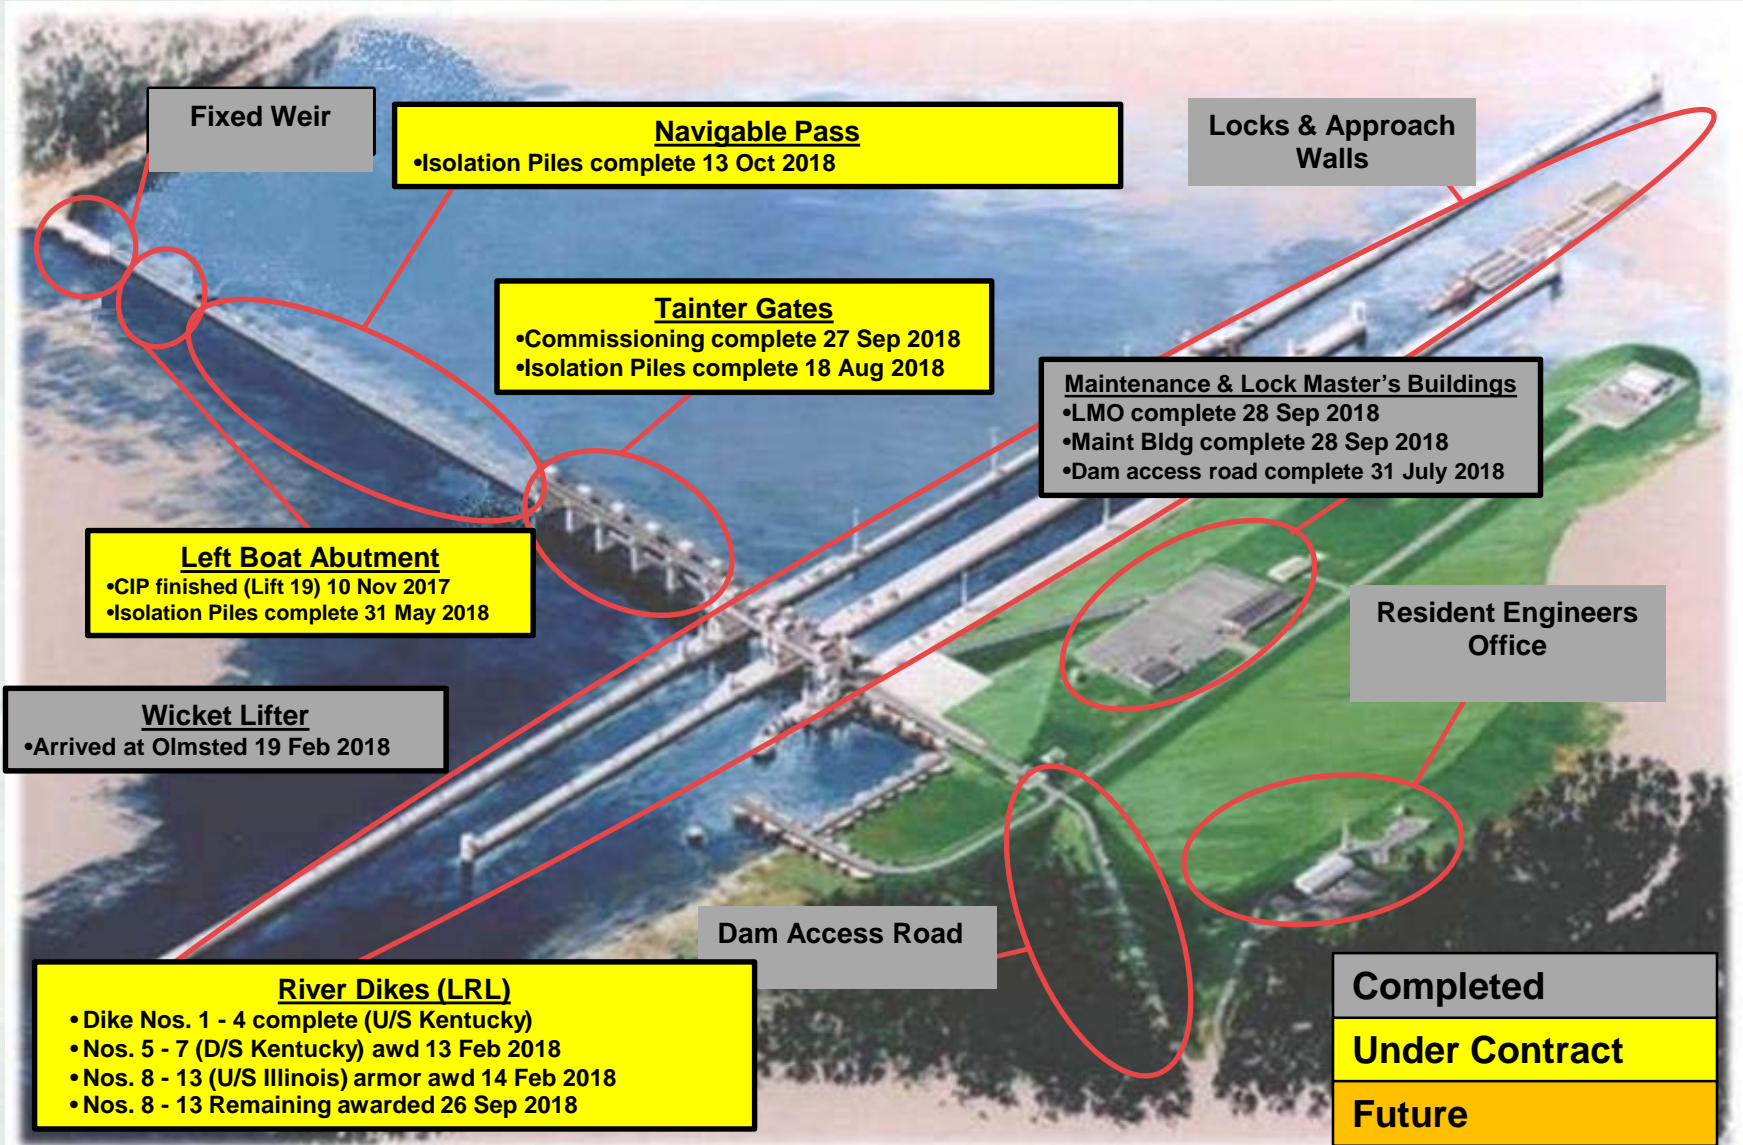 Fixed Weir
Navigable Pass
•Isolation Piles complete 13 Oct 2018
Locks & Approach
Walls
Tainter Gates
•Commissioning complete 27 Sep 2018
•Isolation Piles complete 18 Aug 2018
Maintenance & Lock Master's Buildings
•LMO complete 28 Sep 2018
•Maint Bldg complete 28 Sep 2018
•Dam access road complete 31 July 2018
Left Boat Abutment
•CIP finished (Lift 19) 10 Nov 2017
•Isolation Piles complete 31 May 2018
Resident Engineers
Office
Wicket Lifter
•Arrived at Olmsted 19 Feb 2018
Dam Access Road
River Dikes (LRL)
• Dike Nos. 1 - 4 complete (U/S Kentucky)
• Nos. 5 - 7 (D/S Kentucky) awd 13 Feb 2018
• Nos. 8 - 13 (U/S Illinois) armor awd 14 Feb 2018
• Nos. 8 - 13 Remaining awarded 26 Sep 2018
Completed
Under Contract
Future